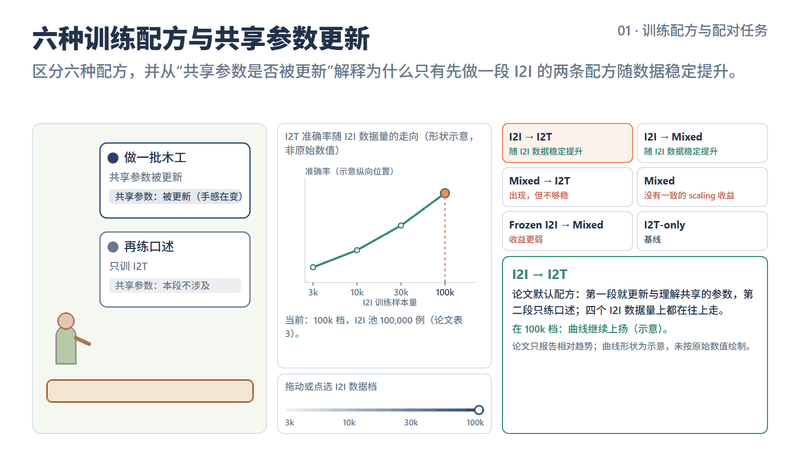 六种训练配方与共享参数更新
01 · 训练配方与配对任务
区分六种配方，并从“共享参数是否被更新”解释为什么只有先做一段 I2I 的两条配方随数据稳定提升。
做一批木工
共享参数被更新
共享参数：被更新（手感在变）
再练口述
只训 I2T
共享参数：本段不涉及
I2T 准确率随 I2I 数据量的走向（形状示意，
非原始数值）
准确率（示意纵向位置）
3k
10k
30k
100k
I2I 训练样本量
当前：100k 档，I2I 池 100,000 例（论文表
3）。
拖动或点选 I2I 数据档
3k
10k
30k
100k
I2I → I2T
随 I2I 数据稳定提升
I2I → Mixed
随 I2I 数据稳定提升
Mixed → I2T
出现，但不够稳
Mixed
没有一致的 scaling 收益
Frozen I2I → Mixed
收益更弱
I2T-only
基线
I2I → I2T
论文默认配方：第一段就更新与理解共享的参数，第
二段只练口述；四个 I2I 数据量上都在往上走。
在 100k 档：曲线继续上扬（示意）。
论文只报告相对趋势；曲线形状为示意，未按原始数值绘制。